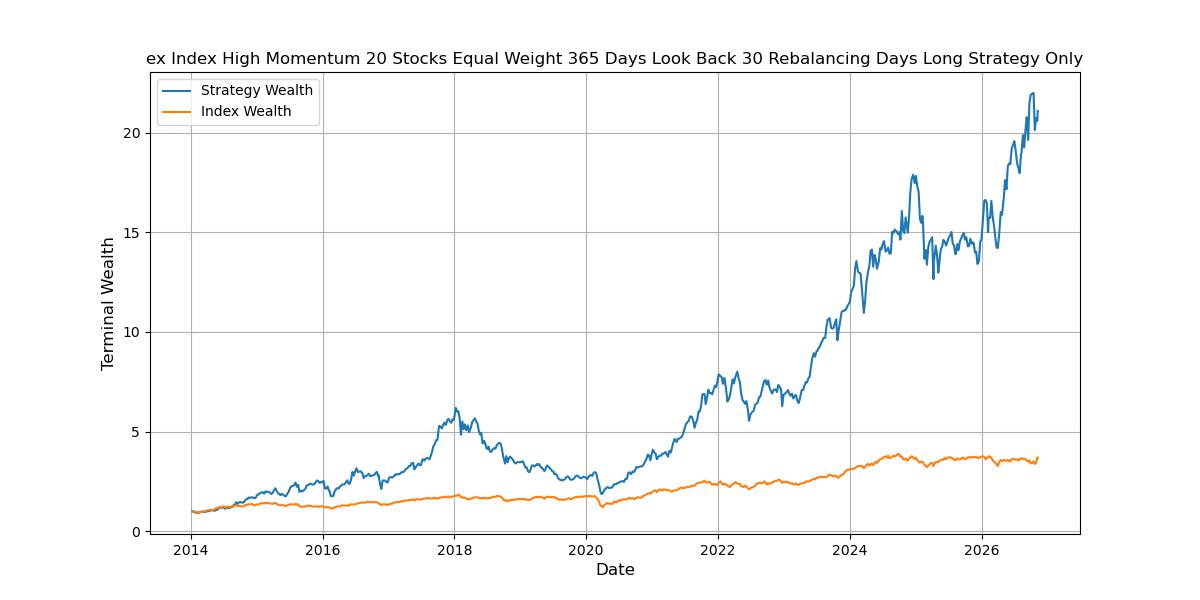 ex Index High Momentum 20 Stocks Equal Weight 365 Days Look Back 30 Rebalancing Days Long Strategy Only
Strategy Wealth
Index Wealth
20
15
10
5
0
Terminal Wealth
2014 2016 2018 2020 2022 2024 2026
Date